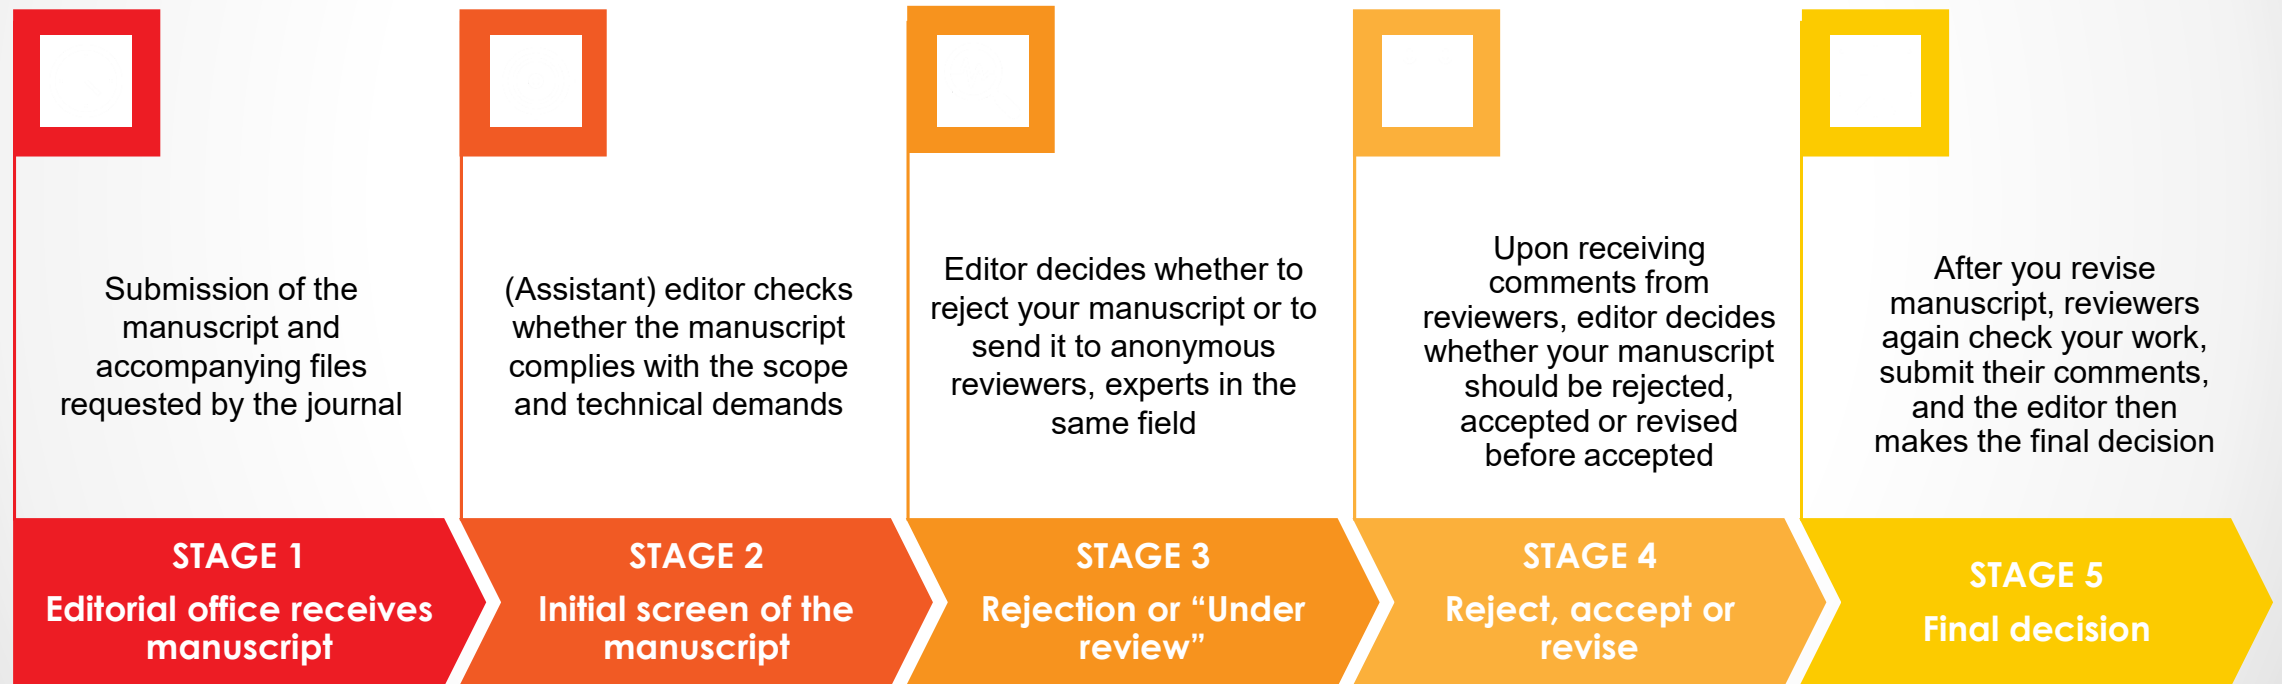 Submission of the
manuscript and
accompanying files
requested by the journal
STAGE 1
Editorial office receives
manuscript
(Assistant) editor checks
whether the manuscript
complies with the scope
and technical demands
STAGE 2
Initial screen of the
manuscript
Editor decides whether to
reject your manuscript or to
send it to anonymous
reviewers, experts in the
same field
STAGE 3
Rejection or “Under
review”
Upon receiving
comments from
reviewers, editor decides
whether your manuscript
should be rejected,
accepted or revised
before accepted
STAGE 4
Reject, accept or
revise
After you revise
manuscript, reviewers
again check your work,
submit their comments,
and the editor then
makes the final decision
STAGE 5
Final decision